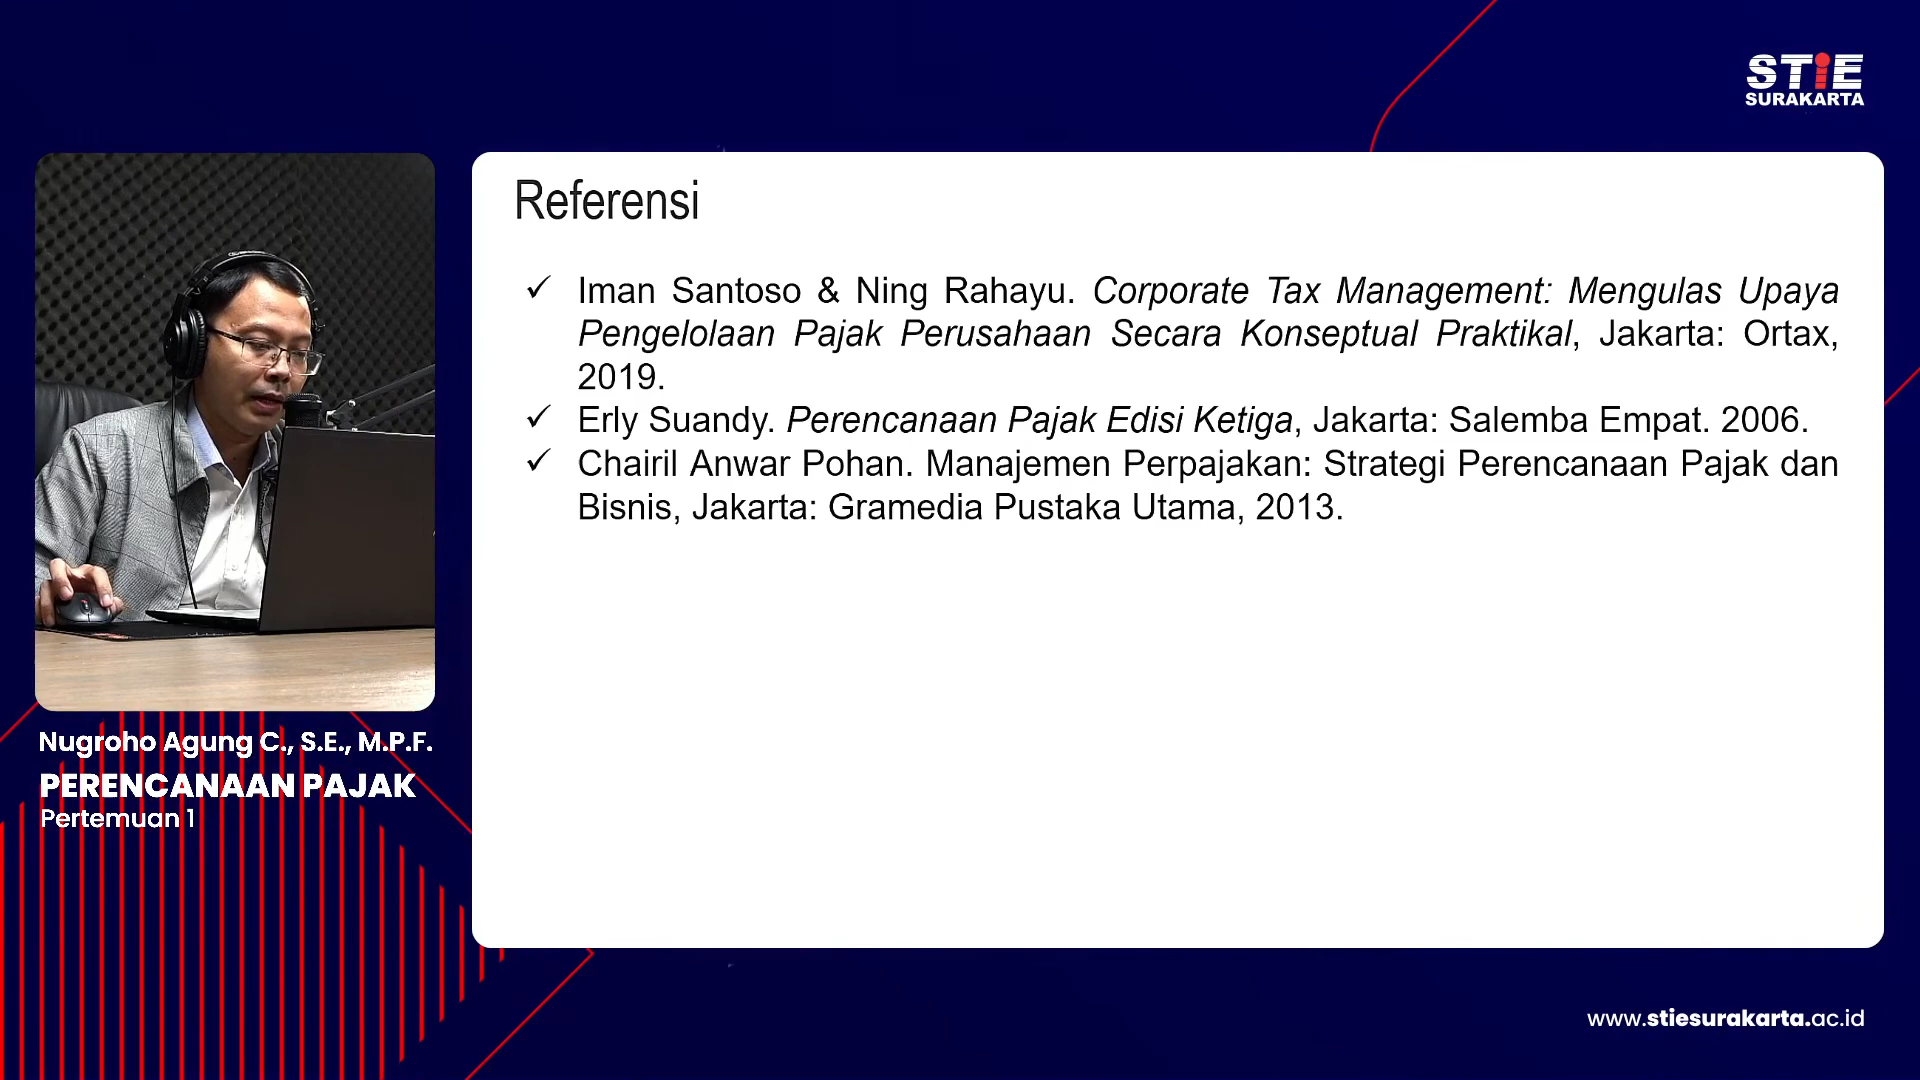 STiE
SURAKARTA
Referensi
✓ Iman Santoso & Ning Rahayu. Corporate Tax Management: Mengulas Upaya
Pengelolaan Pajak Perusahaan Secara Konseptual Praktikal, Jakarta: Ortax,
2019.
✓ Erly Suandy. Perencanaan Pajak Edisi Ketiga, Jakarta: Salemba Empat. 2006.
✓ Chairil Anwar Pohan. Manajemen Perpajakan: Strategi Perencanaan Pajak dan
Bisnis, Jakarta: Gramedia Pustaka Utama, 2013.
Nugroho Agung C., S.E., M.P.F.
PERENCANAAN PAJAK
Pertemuan 1
www.stiesurakarta.ac.id